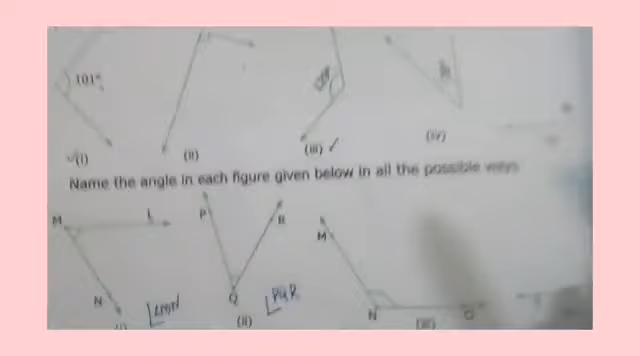 101°
(i) (ii) (iii) ✓ (iv)
Name the angle in each figure given below in all the possible ways
M L P R M
N Q N O
∠LMN ∠PQR
(ii) (iii)